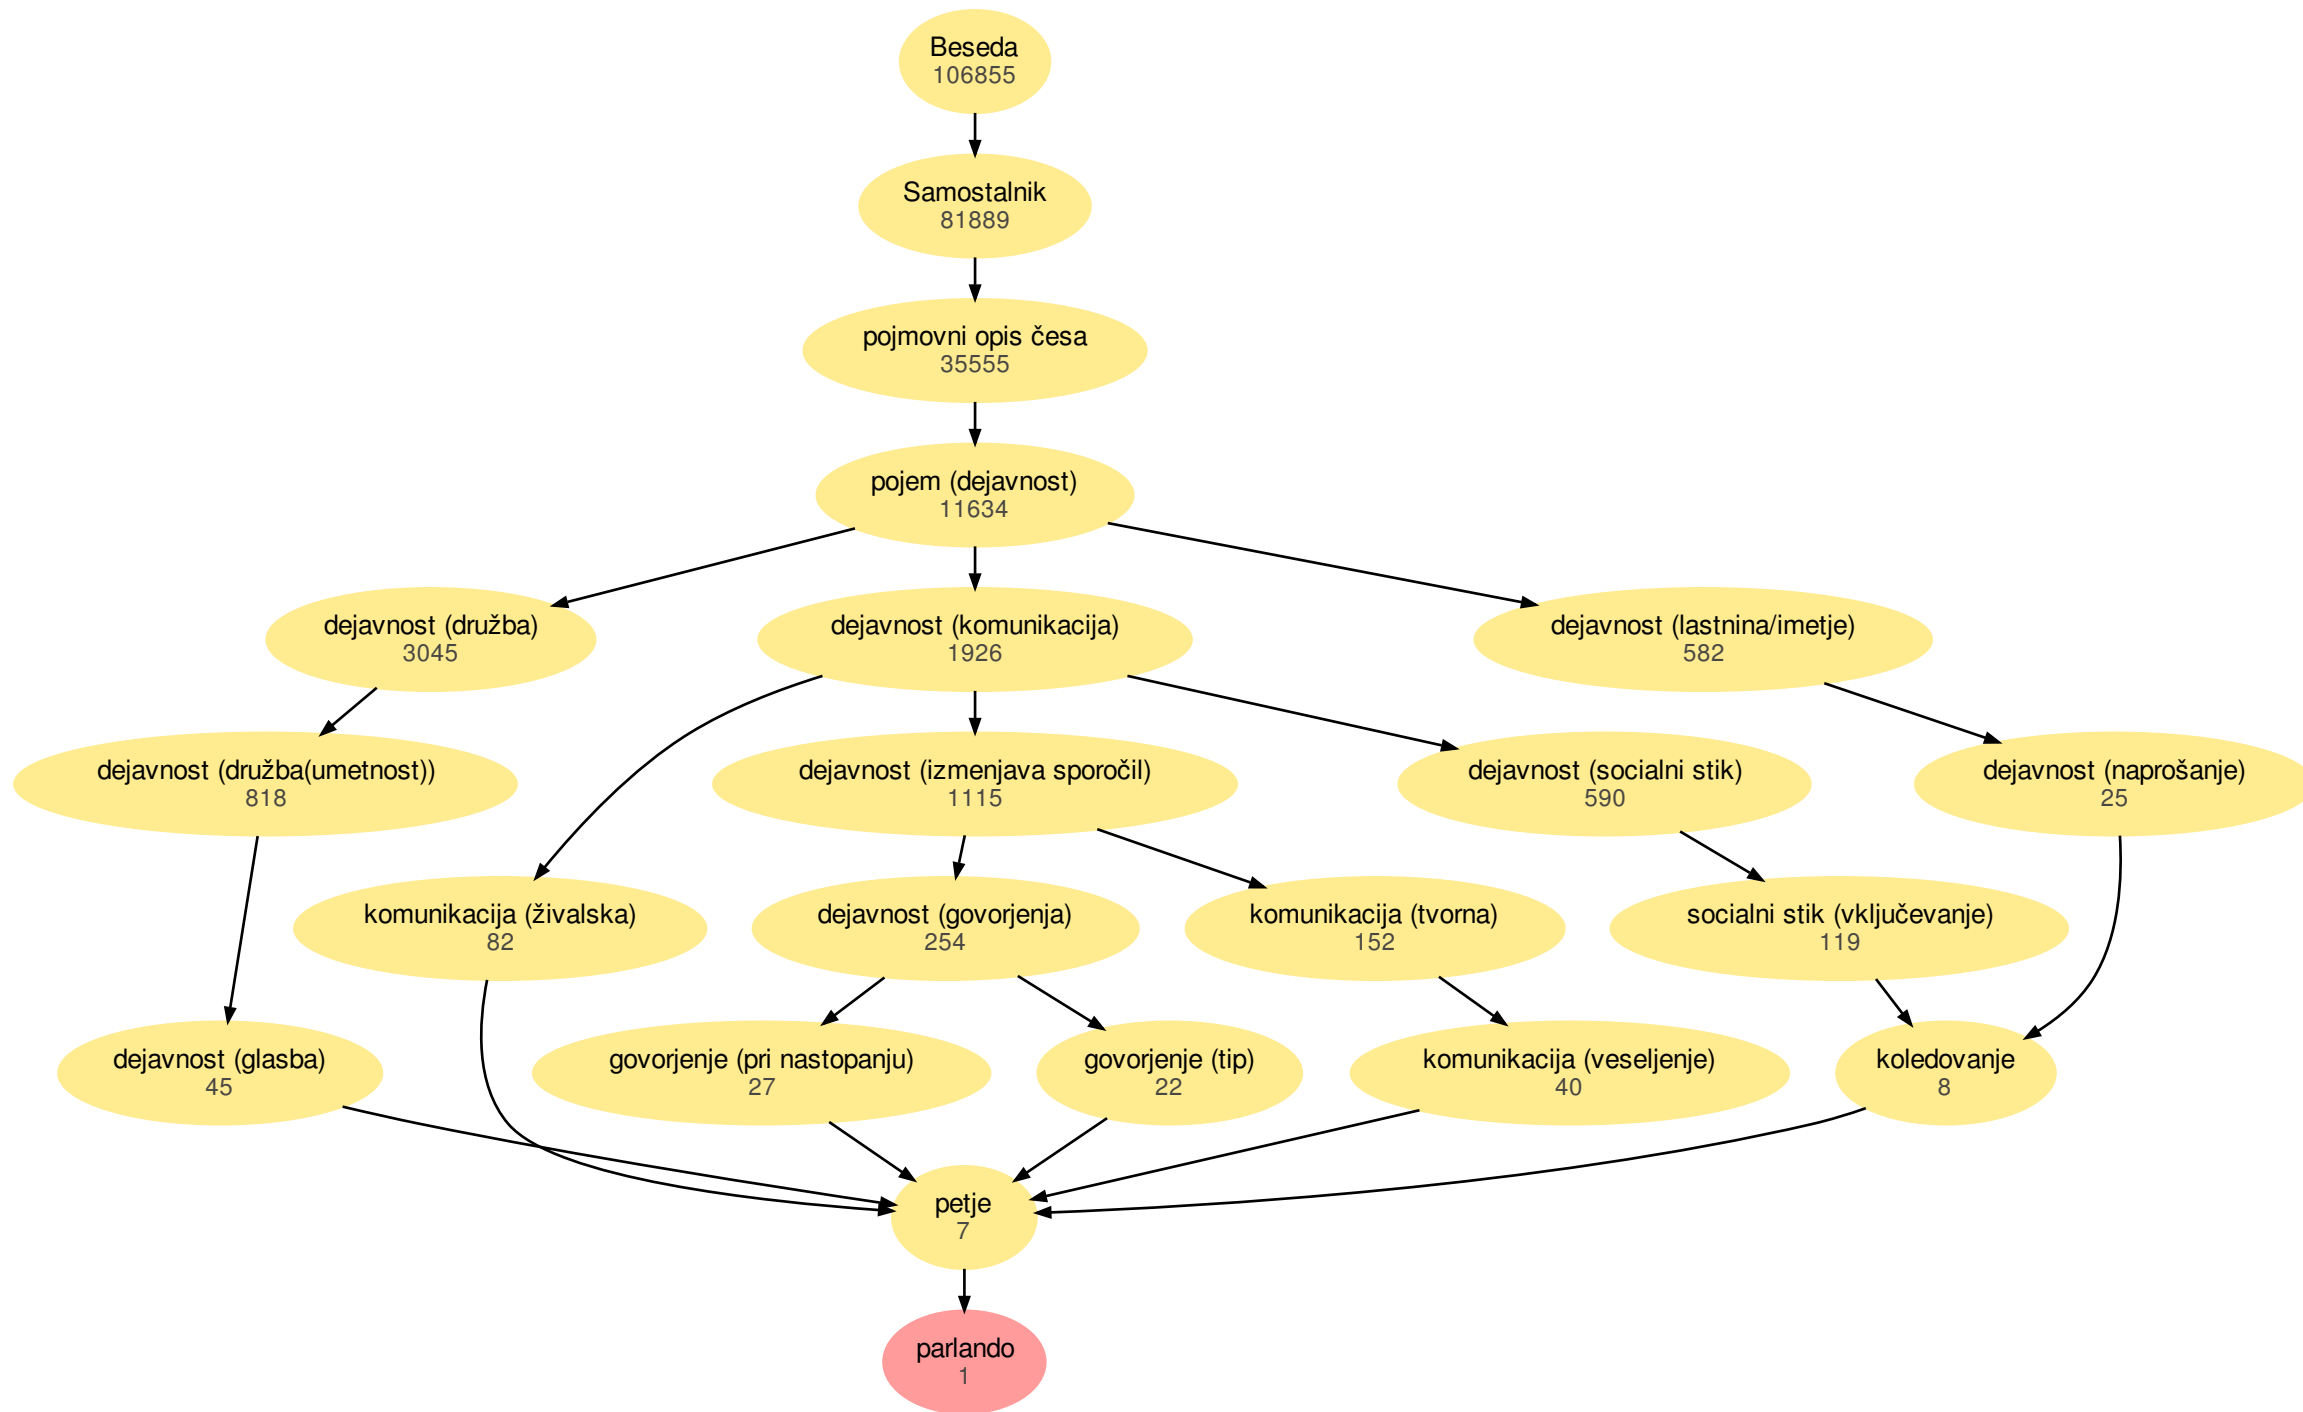 Beseda
106855
Samostalnik
81889
pojmovni opis česa
35555
pojem (dejavnost)
11634
dejavnost (družba)
3045
dejavnost (komunikacija)
1926
dejavnost (lastnina/imetje)
582
dejavnost (družba(umetnost))
818
dejavnost (izmenjava sporočil)
1115
dejavnost (socialni stik)
590
dejavnost (naprošanje)
25
komunikacija (živalska)
82
dejavnost (govorjenja)
254
komunikacija (tvorna)
152
socialni stik (vključevanje)
119
dejavnost (glasba)
45
govorjenje (pri nastopanju)
27
govorjenje (tip)
22
komunikacija (veseljenje)
40
koledovanje
8
petje
7
parlando
1